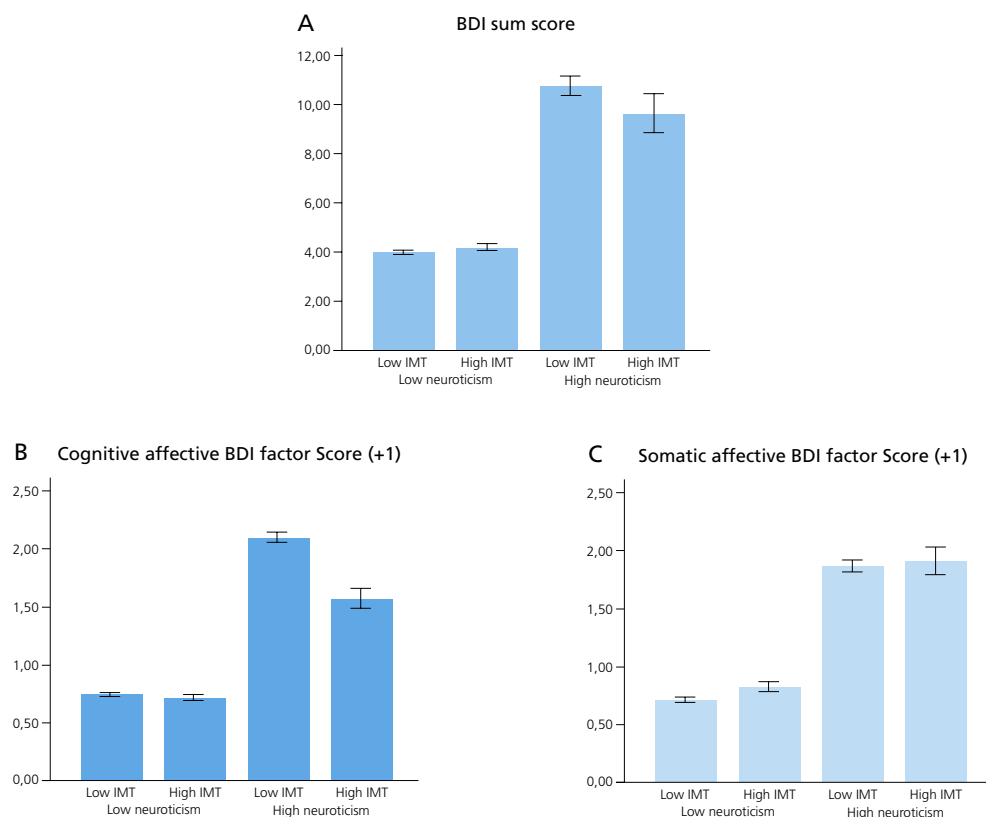 A BDI sum score
12,00
10,00
8,00
6,00
4,00
2,00
0,00
Low IMT High IMT Low IMT High IMT
Low neuroticism High neuroticism
B Cognitive affective BDI factor Score (+1)
2,50
2,00
1,50
1,00
0,50
0,00
Low IMT High IMT Low IMT High IMT
Low neuroticism High neuroticism
C Somatic affective BDI factor Score (+1)
2,50
2,00
1,50
1,00
0,50
0,00
Low IMT High IMT Low IMT High IMT
Low neuroticism High neuroticism